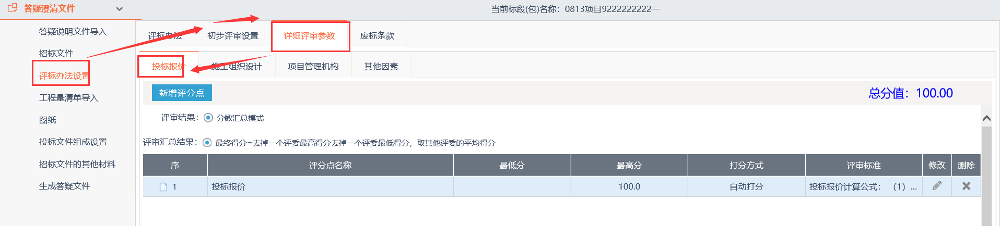 答疑澄清文件
当前标段(包)名称：0813项目9222222222一
答疑说明文件导入
招标文件
评标办法设置
工程量清单导入
图纸
投标文件组成设置
招标文件的其他材料
生成答疑文件
评标办法 初步评审设置 详细评审参数 废标条款
投标报价 施工组织设计 项目管理机构 其他因素
新增评分点 总分值：100.00
评审结果： 分数汇总模式
评审汇总结果： 最终得分=去掉一个评委最高得分去掉一个评委最低得分，取其他评委的平均得分
序 评分点名称 最低分 最高分 打分方式 评审标准 修改 删除
1 投标报价 100.0 自动打分 投标报价计算公式： （1）...